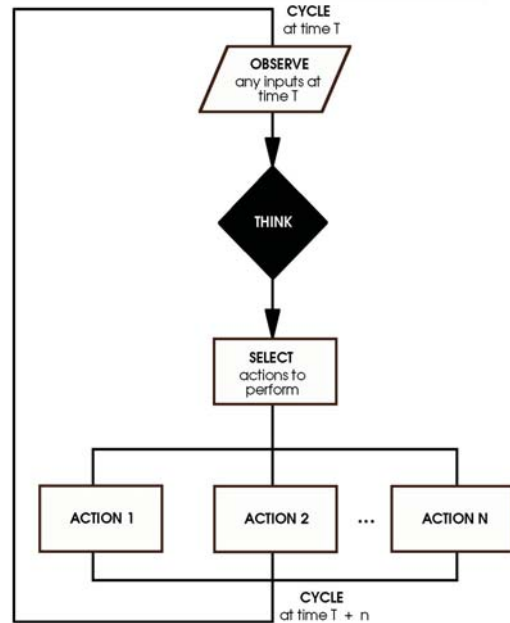 CYCLE
at time T
OBSERVE
any inputs at
time T
THINK
SELECT
actions to
perform
ACTION 1
ACTION 2
...
ACTION N
CYCLE
at time T + n